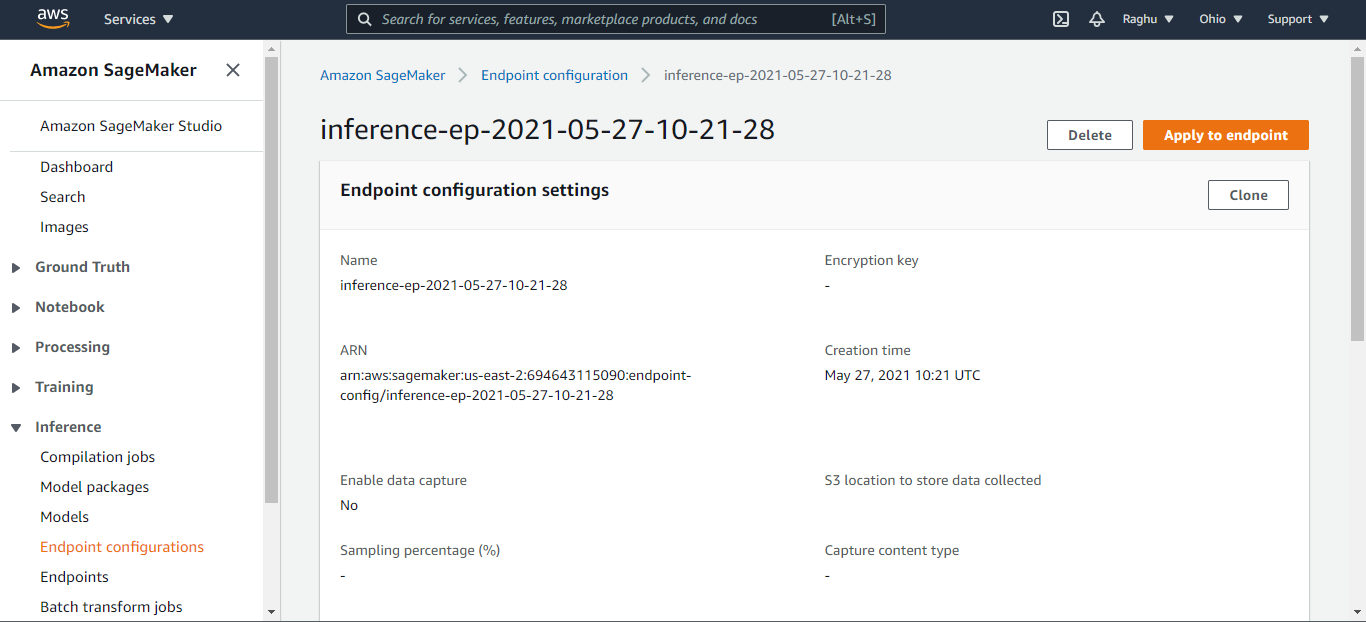 aws
Services
Search for services, features, marketplace products, and docs [Alt+S]
Raghu
Ohio
Support
Amazon SageMaker
Amazon SageMaker Studio
Dashboard
Search
Images
Ground Truth
Notebook
Processing
Training
Inference
Compilation jobs
Model packages
Models
Endpoint configurations
Endpoints
Batch transform jobs
Amazon SageMaker
Endpoint configuration
inference-ep-2021-05-27-10-21-28
inference-ep-2021-05-27-10-21-28
Delete
Apply to endpoint
Endpoint configuration settings
Clone
Name
inference-ep-2021-05-27-10-21-28
Encryption key
-
ARN
arn:aws:sagemaker:us-east-2:694643115090:endpoint-
config/inference-ep-2021-05-27-10-21-28
Creation time
May 27, 2021 10:21 UTC
Enable data capture
No
S3 location to store data collected
Sampling percentage (%)
-
Capture content type
-